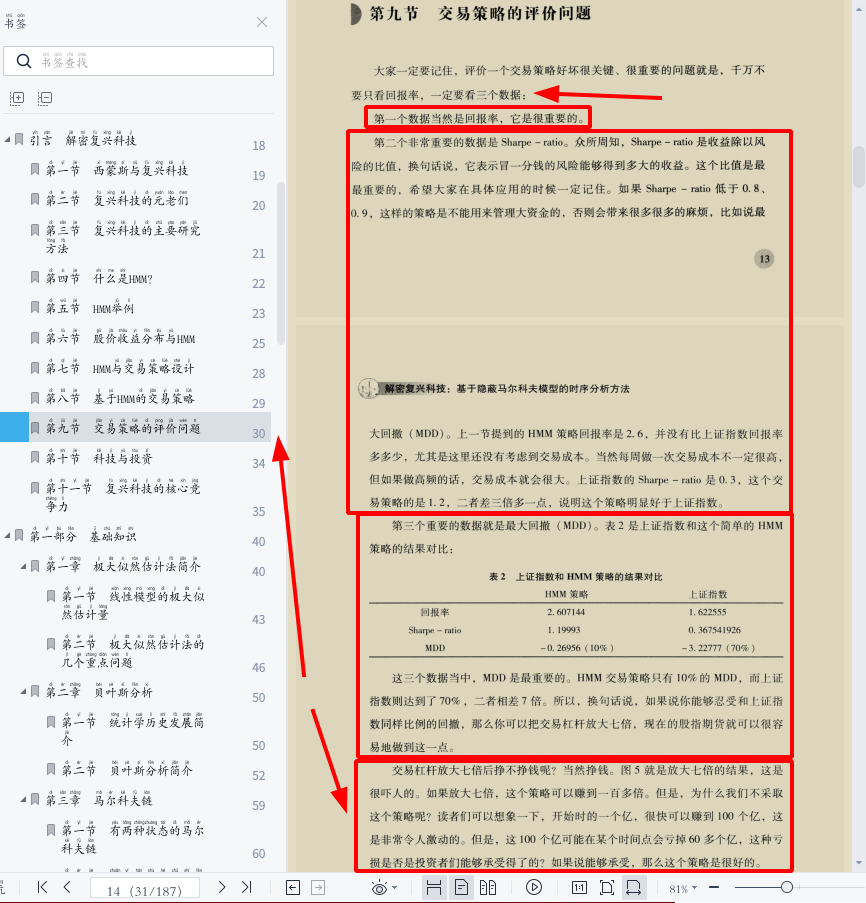 书签
书签查找
引言 解密复兴科技 18
第一节 西蒙斯与复兴科技 19
第二节 复兴科技的元老们 20
第三节 复兴科技的主要研究
方法 21
第四节 什么是HMM? 22
第五节 HMM举例 23
第六节 股价收益分布与HMM 25
第七节 HMM与交易策略设计 28
第八节 基于HMM的交易策略 29
第九节 交易策略的评价问题 30
第十节 科技与投资 34
第十一节 复兴科技的核心竞
争力 35
第一部分 基础知识 40
第一章 极大似然估计法简介 40
第一节 线性模型的极大似
然估计量 43
第二节 极大似然估计法的
几个重点问题 46
第二章 贝叶斯分析 50
第一节 统计学历史发展简
介 50
第二节 贝叶斯分析简介 52
第三章 马尔科夫链 59
第一节 有两种状态的马尔
科夫链 60
第九节 交易策略的评价问题
大家一定要记住，评价一个交易策略好坏很关键、很重要的问题就是，千万不
要只看回报率，一定要看三个数据：
第一个数据当然是回报率，它是很重要的。
第二个非常重要的数据是 Sharpe－ratio。众所周知，Sharpe－ratio 是收益除以风
险的比值，换句话说，它表示冒一分钱的风险能够得到多大的收益。这个比值是最
最重要的，希望大家在具体应用的时候一定记住。如果 Sharpe－ratio 低于 0.8、
0.9，这样的策略是不能用来管理大资金的，否则会带来很多很多的麻烦，比如说最
13
解密复兴科技：基于隐蔽马尔科夫模型的时序分析方法
大回撤（MDD）。上一节提到的 HMM 策略回报率是 2.6，并没有比上证指数回报率
多多少，尤其是这里还没有考虑到交易成本。当然每周做一次交易成本不一定很高，
但如果做高频的话，交易成本就会很大。上证指数的 Sharpe－ratio 是 0.3，这个交
易策略的是 1.2，二者差三倍多一点，说明这个策略明显好于上证指数。
第三个重要的数据就是最大回撤（MDD）。表 2 是上证指数和这个简单的 HMM
策略的结果对比：
表 2 上证指数和 HMM 策略的结果对比
HMM 策略 上证指数
回报率 2.607144 1.622555
Sharpe－ratio 1.19993 0.367541926
MDD －0.26956（10%） －3.22777（70%）
这三个数据当中，MDD 是最重要的。HMM 交易策略只有 10% 的 MDD，而上证
指数则达到了 70%，二者相差 7 倍。所以，换句话说，如果说你能够忍受和上证指
数同样比例的回撤，那么你可以把交易杠杆放大七倍，现在的股指期货就可以很容
易地做到这一点。
交易杠杆放大七倍后挣不挣钱呢？当然挣钱。图 5 就是放大七倍的结果，这是
很吓人的。如果放大七倍，这个策略可以赚到一百多倍。但是，为什么我们不采取
这个策略呢？读者们可以想象一下，开始时的一个亿，很快可以赚到 100 个亿，这
是非常令人激动的。但是，这 100 个亿可能在某个时间点会亏掉 60 多个亿，这种亏
损是否是投资者们能够承受得了的？如果说能够承受，那么这个策略是很好的。
14 (31/187)
1:1
81%